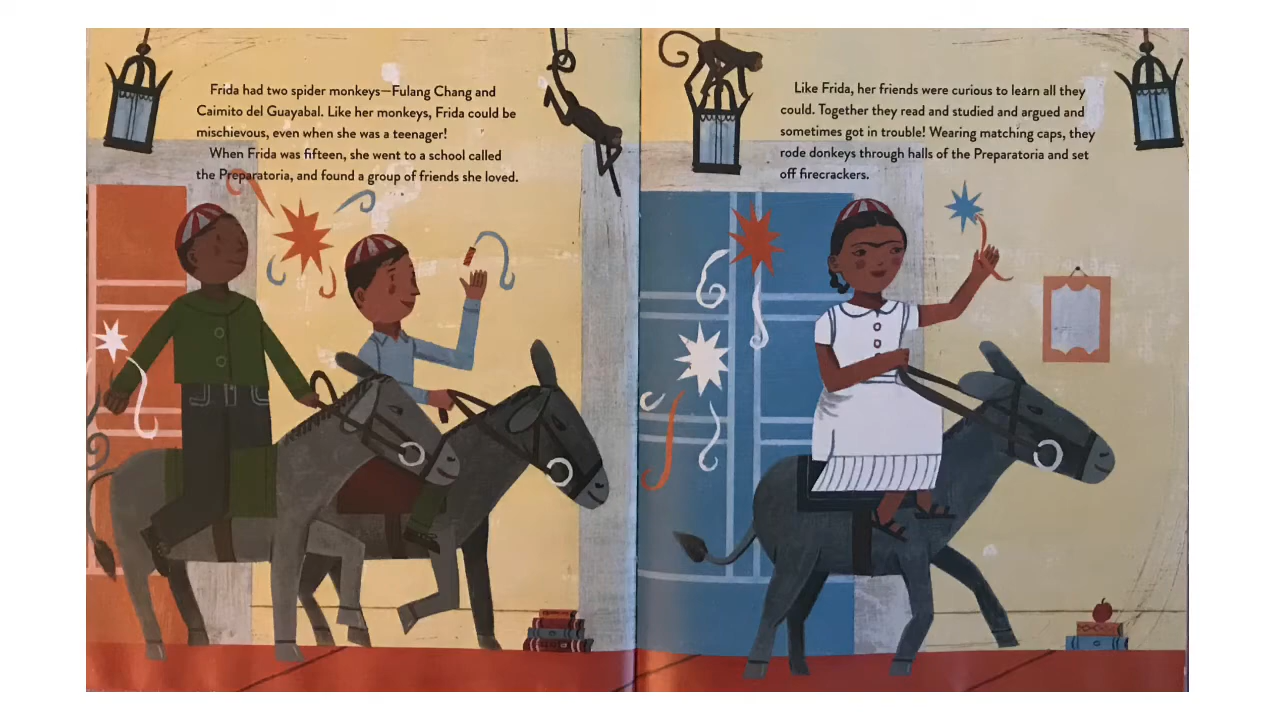 Frida had two spider monkeys—Fulang Chang and
Caimito del Guayabal. Like her monkeys, Frida could be
mischievous, even when she was a teenager!
When Frida was fifteen, she went to a school called
the Preparatoria, and found a group of friends she loved.
Like Frida, her friends were curious to learn all they
could. Together they read and studied and argued and
sometimes got in trouble! Wearing matching caps, they
rode donkeys through halls of the Preparatoria and set
off firecrackers.